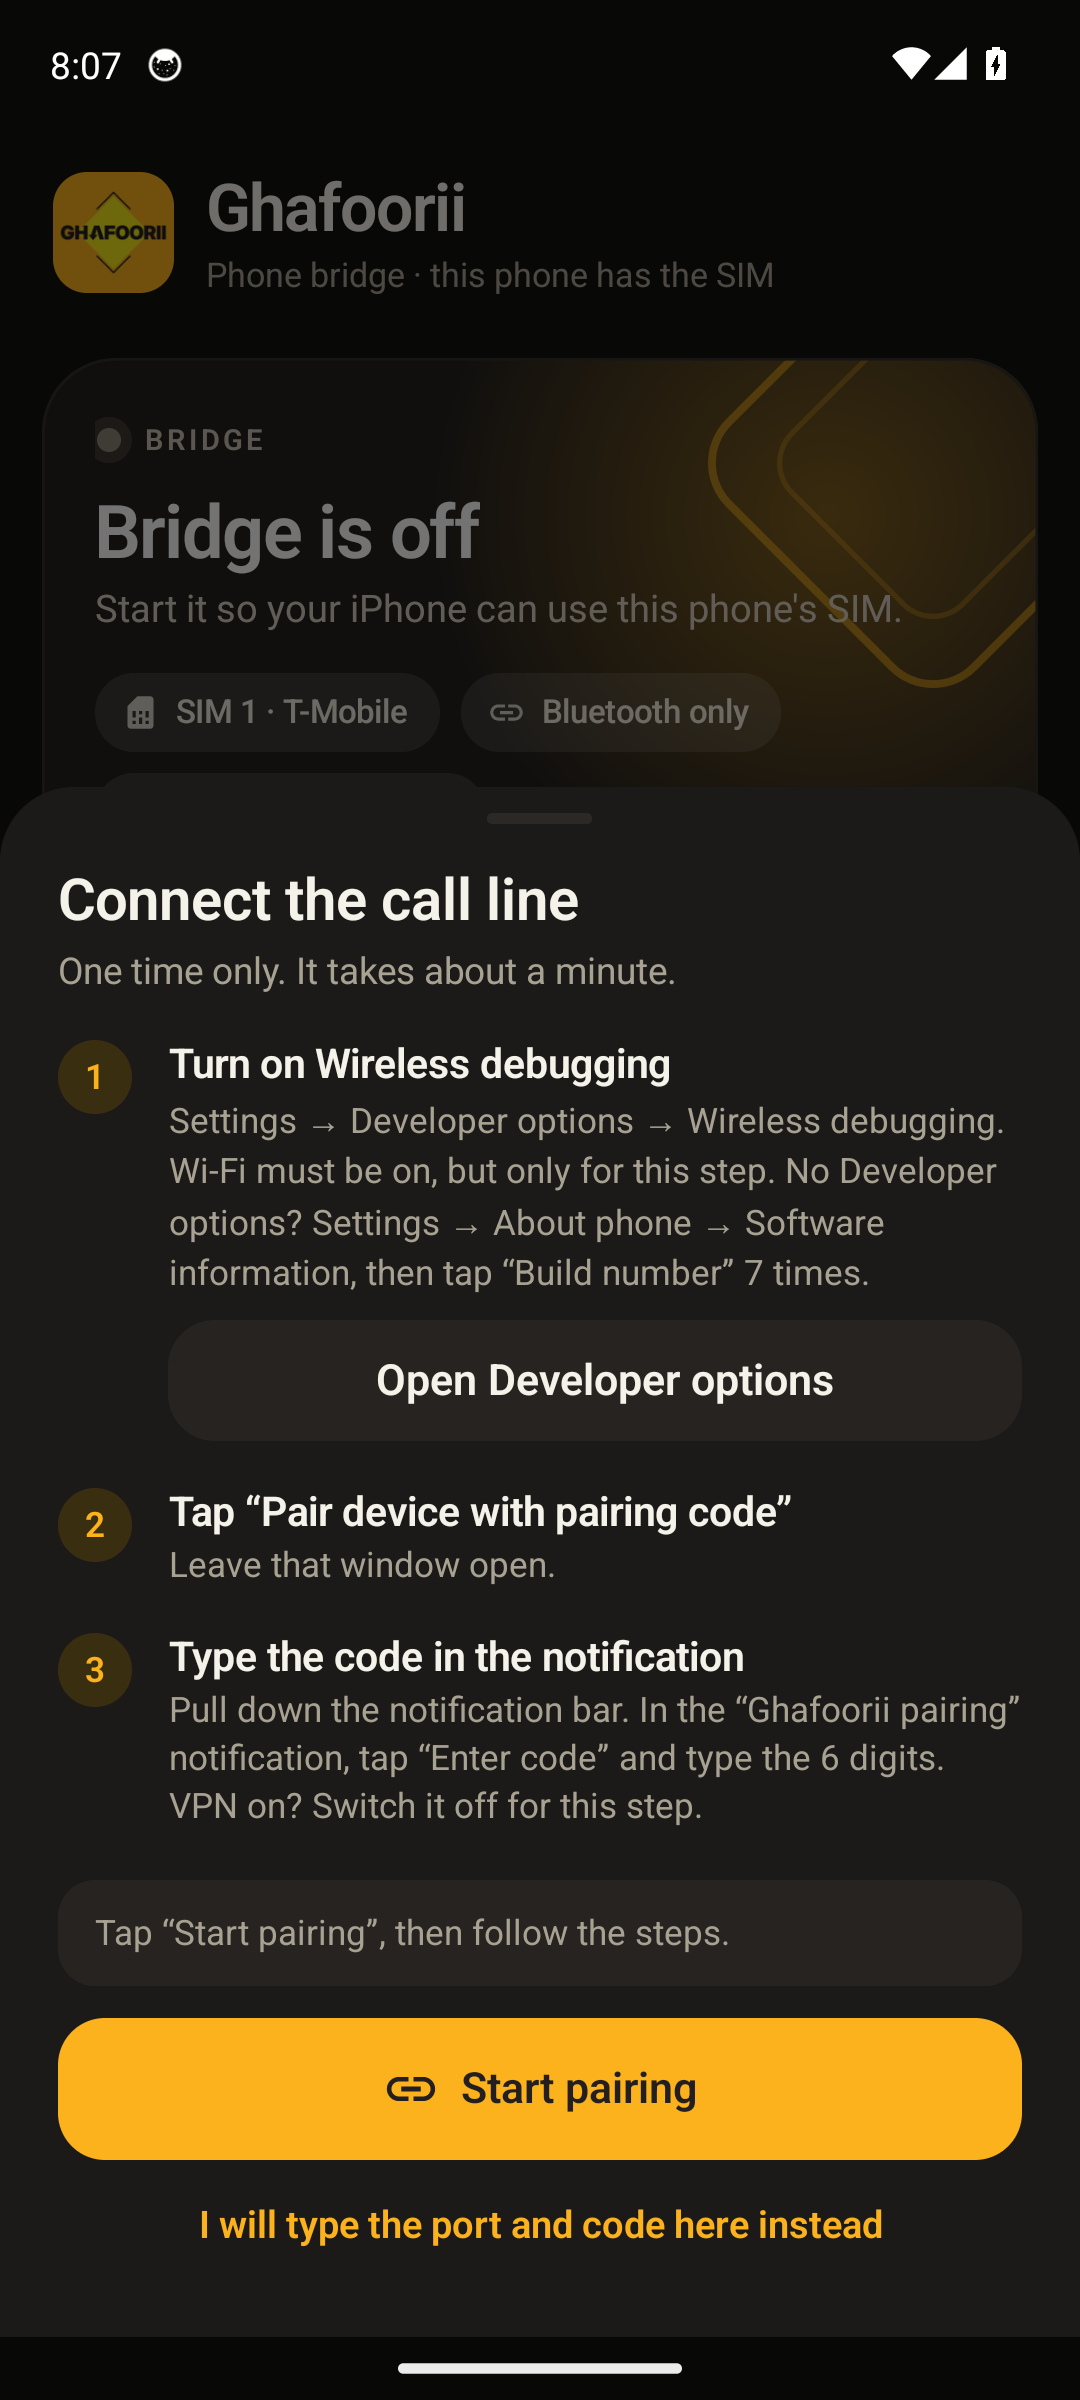 8:07
GHAFOORII
Ghafoorii
Phone bridge · this phone has the SIM
BRIDGE
Bridge is off
Start it so your iPhone can use this phone's SIM.
SIM 1 · T-Mobile
Bluetooth only
Connect the call line
One time only. It takes about a minute.
1
Turn on Wireless debugging
Settings → Developer options → Wireless debugging.
Wi-Fi must be on, but only for this step. No Developer
options? Settings → About phone → Software
information, then tap “Build number” 7 times.
Open Developer options
2
Tap “Pair device with pairing code”
Leave that window open.
3
Type the code in the notification
Pull down the notification bar. In the “Ghafoorii pairing”
notification, tap “Enter code” and type the 6 digits.
VPN on? Switch it off for this step.
Tap “Start pairing”, then follow the steps.
Start pairing
I will type the port and code here instead